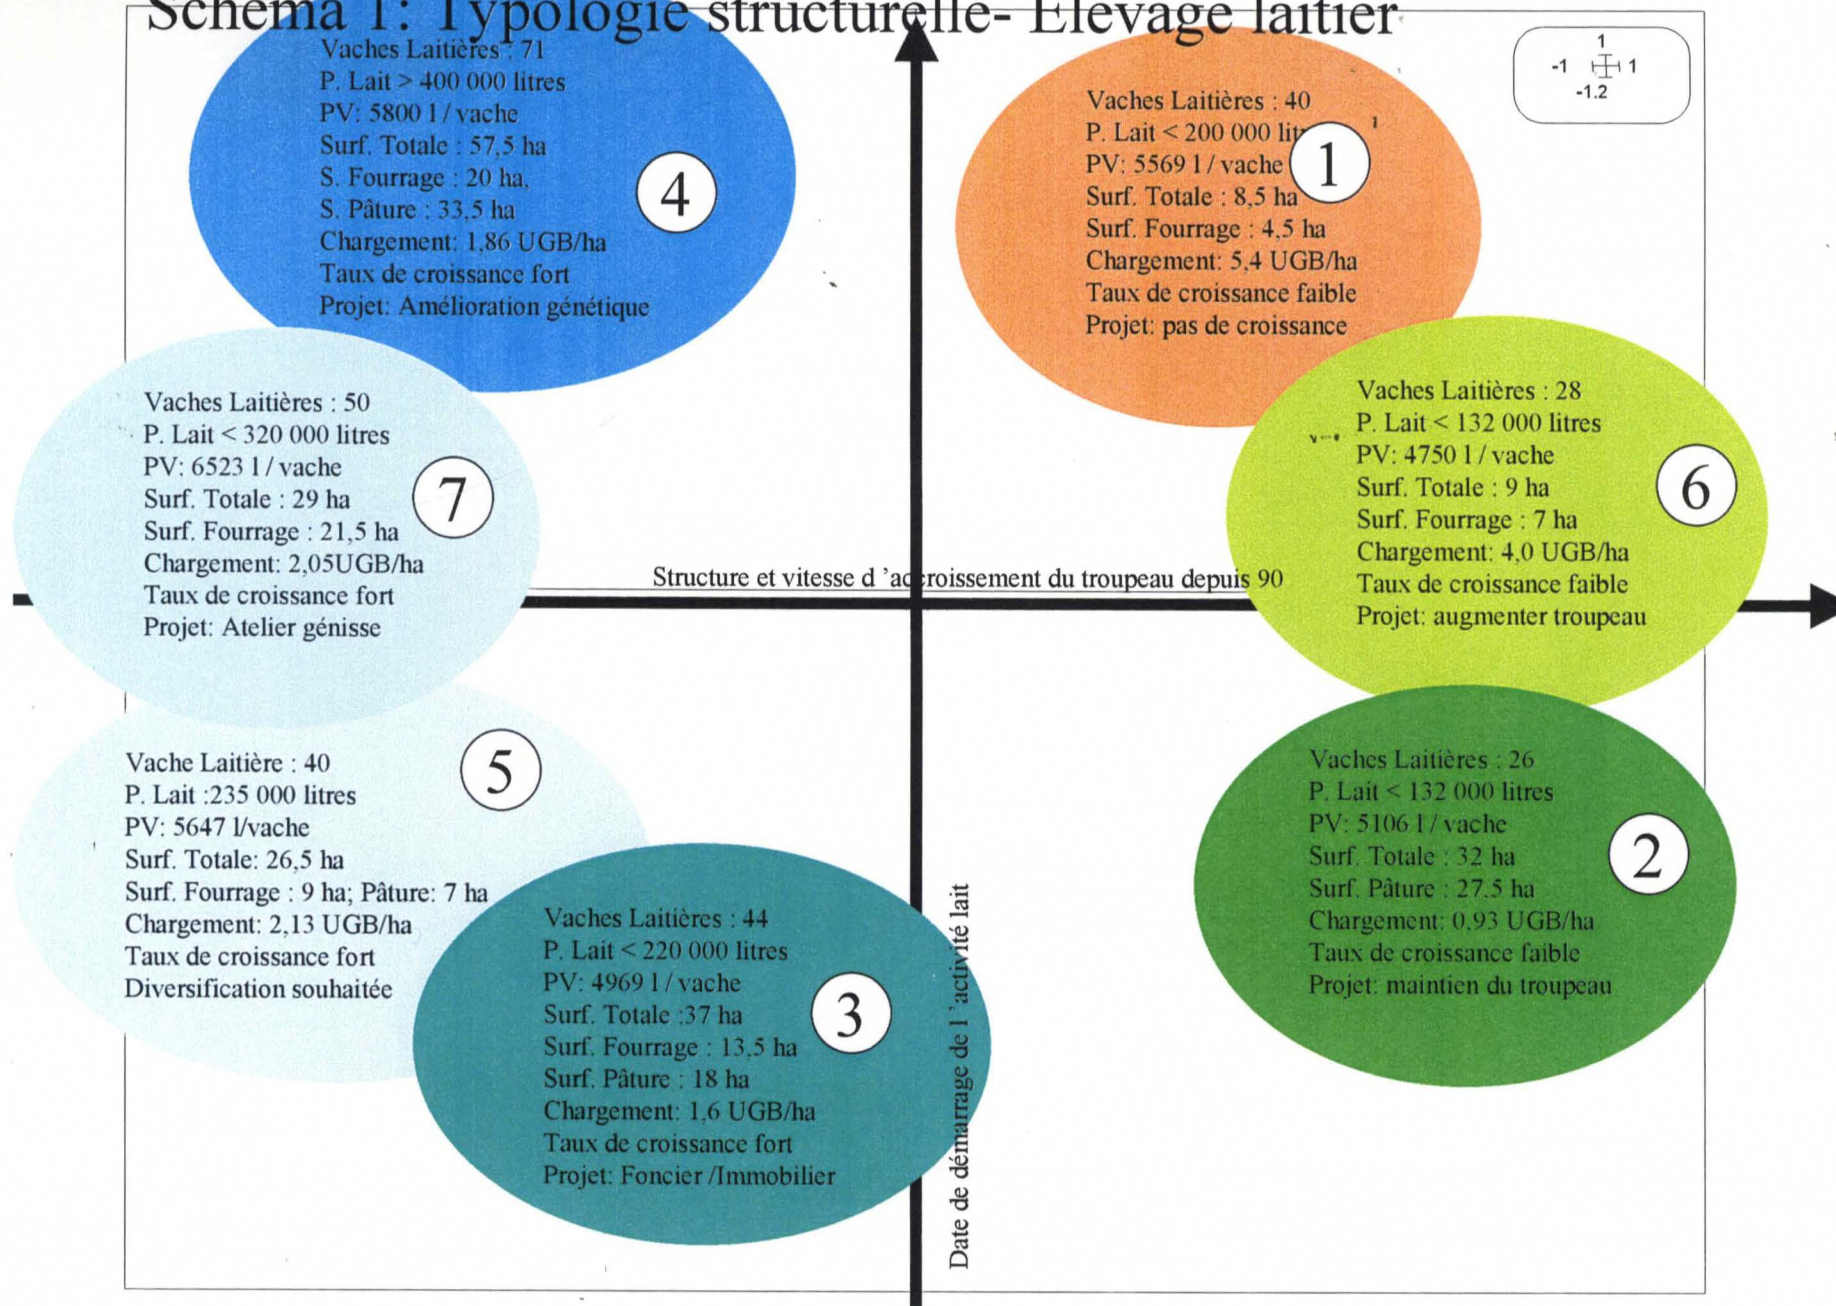 Schéma 1: Typologie structurelle- Elevage laitier
Vaches Laitières : 71
P. Lait > 400 000 litres
PV: 5800 l / vache
Surf. Totale : 57,5 ha
S. Fourrage : 20 ha,
S. Pâture : 33,5 ha
Chargement: 1,86 UGB/ha
Taux de croissance fort
Projet: Amélioration génétique
4
Vaches Laitières : 40
P. Lait < 200 000
PV: 5569 l / vache
Surf. Totale : 8,5 ha
Surf. Fourrage : 4,5 ha
Chargement: 5,4 UGB/ha
Taux de croissance faible
Projet: pas de croissance
1
1
-1 1
-1.2
Vaches Laitières : 50
P. Lait < 320 000 litres
PV: 6523 l / vache
Surf. Totale : 29 ha
Surf. Fourrage : 21,5 ha
Chargement: 2,05UGB/ha
Taux de croissance fort
Projet: Atelier génisse
7
Vaches Laitières : 28
P. Lait < 132 000 litres
PV: 4750 l / vache
Surf. Totale : 9 ha
Surf. Fourrage : 7 ha
Chargement: 4,0 UGB/ha
Taux de croissance faible
Projet: augmenter troupeau
6
Structure et vitesse d ’accroissement du troupeau depuis 90
Vache Laitière : 40
P. Lait :235 000 litres
PV: 5647 l/vache
Surf. Totale: 26,5 ha
Surf. Fourrage : 9 ha; Pâture: 7 ha
Chargement: 2,13 UGB/ha
Taux de croissance fort
Diversification souhaitée
5
Vaches Laitières : 44
P. Lait < 220 000 litres
PV: 4969 l / vache
Surf. Totale :37 ha
Surf. Fourrage : 13,5 ha
Surf. Pâture : 18 ha
Chargement: 1,6 UGB/ha
Taux de croissance fort
Projet: Foncier /Immobilier
3
Date de démarrage de l ’activité lait
Vaches Laitières : 26
P. Lait < 132 000 litres
PV: 5106 l / vache
Surf. Totale : 32 ha
Surf. Pâture : 27,5 ha
Chargement: 0,93 UGB/ha
Taux de croissance faible
Projet: maintien du troupeau
2